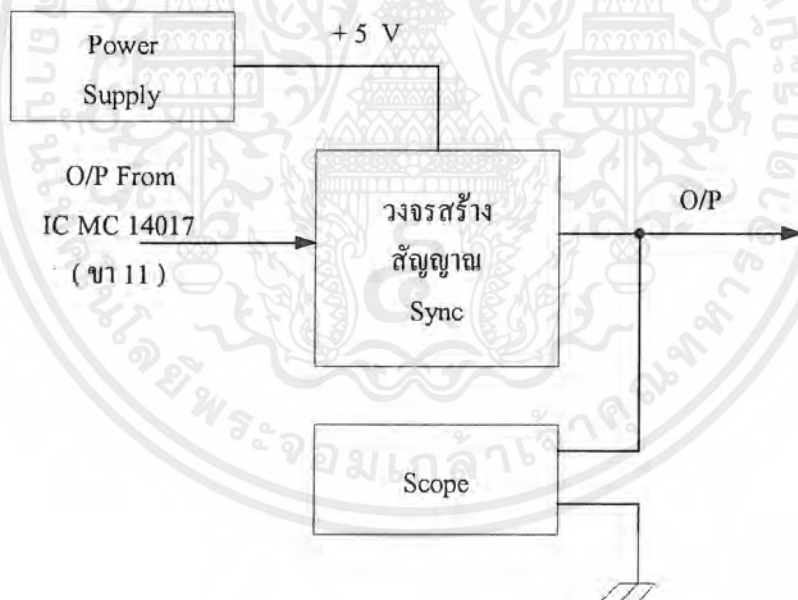 Power
Supply
+ 5 V
O/P From
IC MC 14017
( ขา 11 )
วงจรสร้าง
สัญญาณ
Sync
O/P
Scope